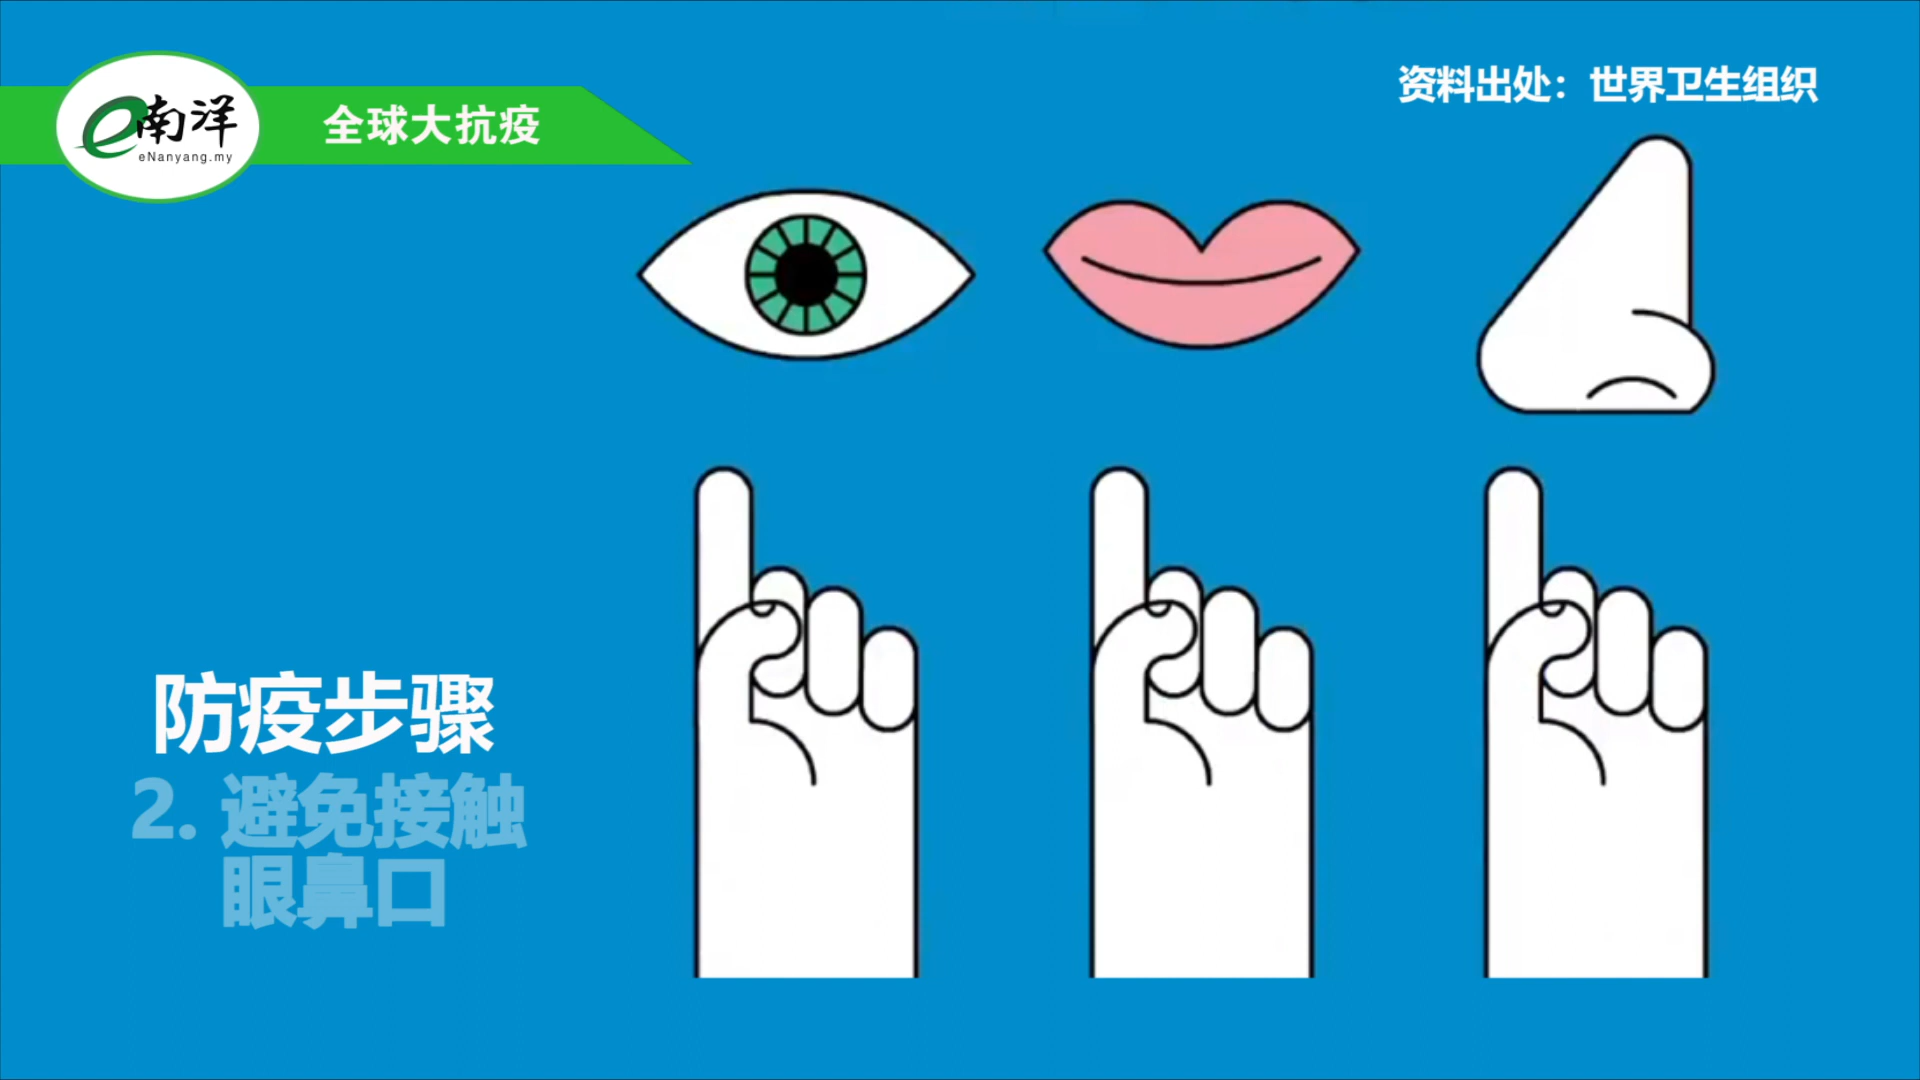 e南洋
eNanyang.my
全球大抗疫
资料出处：世界卫生组织
防疫步骤
2. 避免接触
眼鼻口